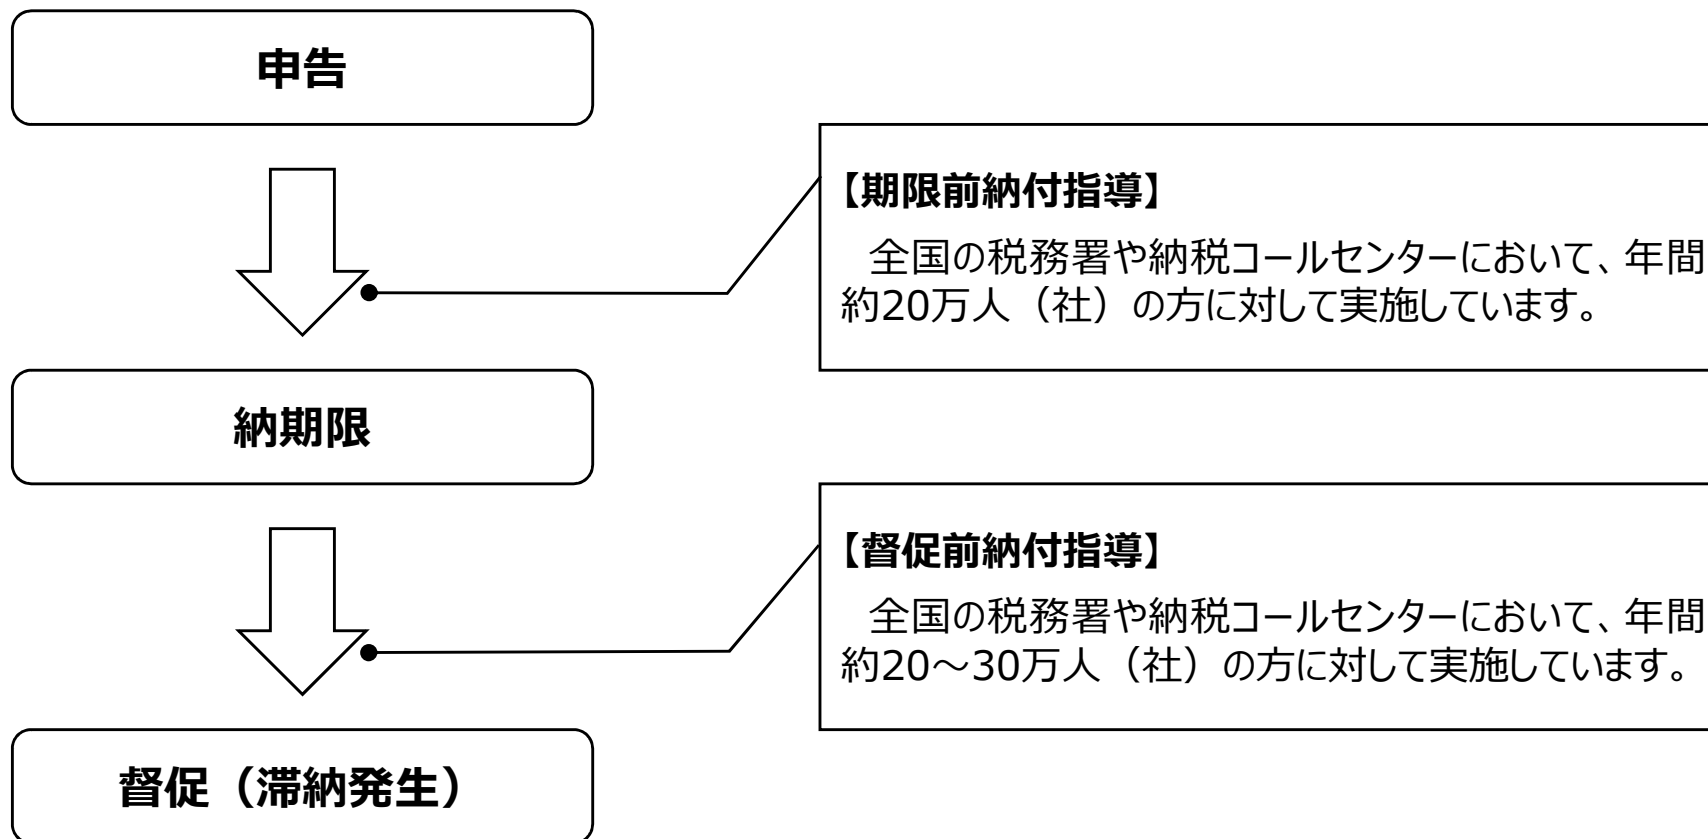 申告
【期限前納付指導】
全国の税務署や納税コールセンターにおいて、年間
約20万人（社）の方に対して実施しています。
納期限
【督促前納付指導】
全国の税務署や納税コールセンターにおいて、年間
約20～30万人（社）の方に対して実施しています。
督促（滞納発生）